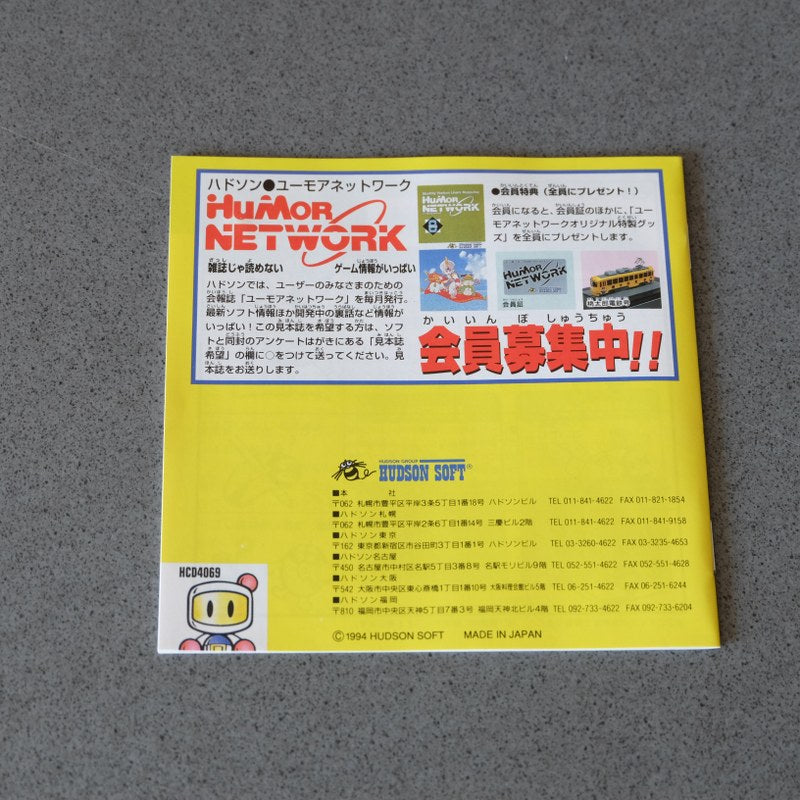 ハドソン●ユーモアネットワーク
HuMOR
NETWORK
雑誌じゃ読めない ゲーム情報がいっぱい
ハドソンでは、ユーザーのみなさまのための
会報誌「ユーモアネットワーク」を毎月発行。
最新ソフト情報ほか開発中の裏話など情報が
いっぱい！この見本誌を希望する方は、ソフ
トと同封のアンケートはがきにある「見本誌
希望」の欄に○をつけて送ってください。見
本誌をお送りします。
HuMOR
NETWORK
HUDSON SOFT
●会員特典（全員にプレゼント！）
会員になると、会員証のほかに、「ユー
モアネットワークオリジナル特製グッ
ズ」を全員にプレゼントします。
HuMOR
NETWORK
会員証
桃太郎電鉄号
かいいんぼしゅうちゅう
会員募集中!!
HUDSON GROUP
HUDSON SOFT®
■本 社
〒062 札幌市豊平区平岸3条5丁目1番18号 ハドソンビル TEL 011-841-4622 FAX 011-821-1854
■ハドソン札幌
〒062 札幌市豊平区平岸2条6丁目1番14号 三慶ビル2階 TEL 011-841-4622 FAX 011-841-9158
■ハドソン東京
〒162 東京都新宿区市谷田町3丁目1番1号 ハドソンビル TEL 03-3260-4622 FAX 03-3235-4653
■ハドソン名古屋
〒450 名古屋市中村区名駅5丁目3番8号 名駅モリビル9階 TEL 052-551-4622 FAX 052-551-4628
■ハドソン大阪
〒542 大阪市中央区東心斎橋1丁目1番10号 大阪料理会館ビル5階 TEL 06-251-4622 FAX 06-251-6244
■ハドソン福岡
〒810 福岡市中央区天神5丁目7番3号 福岡天神北ビル4階 TEL 092-733-4622 FAX 092-733-6204
HCD4069
©1994 HUDSON SOFT MADE IN JAPAN